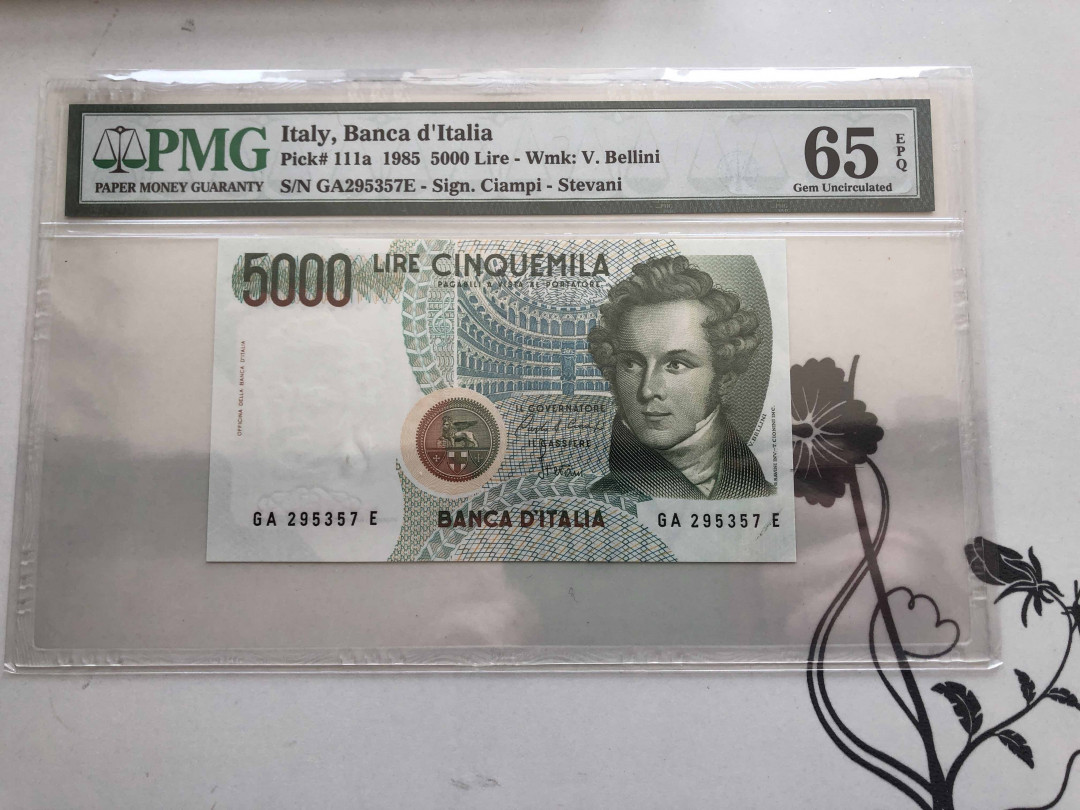 PMG
PAPER MONEY GUARANTY
Italy, Banca d'Italia
Pick# 111a 1985 5000 Lire - Wmk: V. Bellini
S/N GA295357E - Sign. Ciampi - Stevani
65 EPQ
Gem Uncirculated
5000 LIRE CINQUEMILA
PAGABILI A VISTA AL PORTATORE
OFFICINA DELLA BANCA D'ITALIA
IL GOVERNATORE
IL CASSIERE
V. BELLINI
GA 295357 E
BANCA D'ITALIA
GA 295357 E